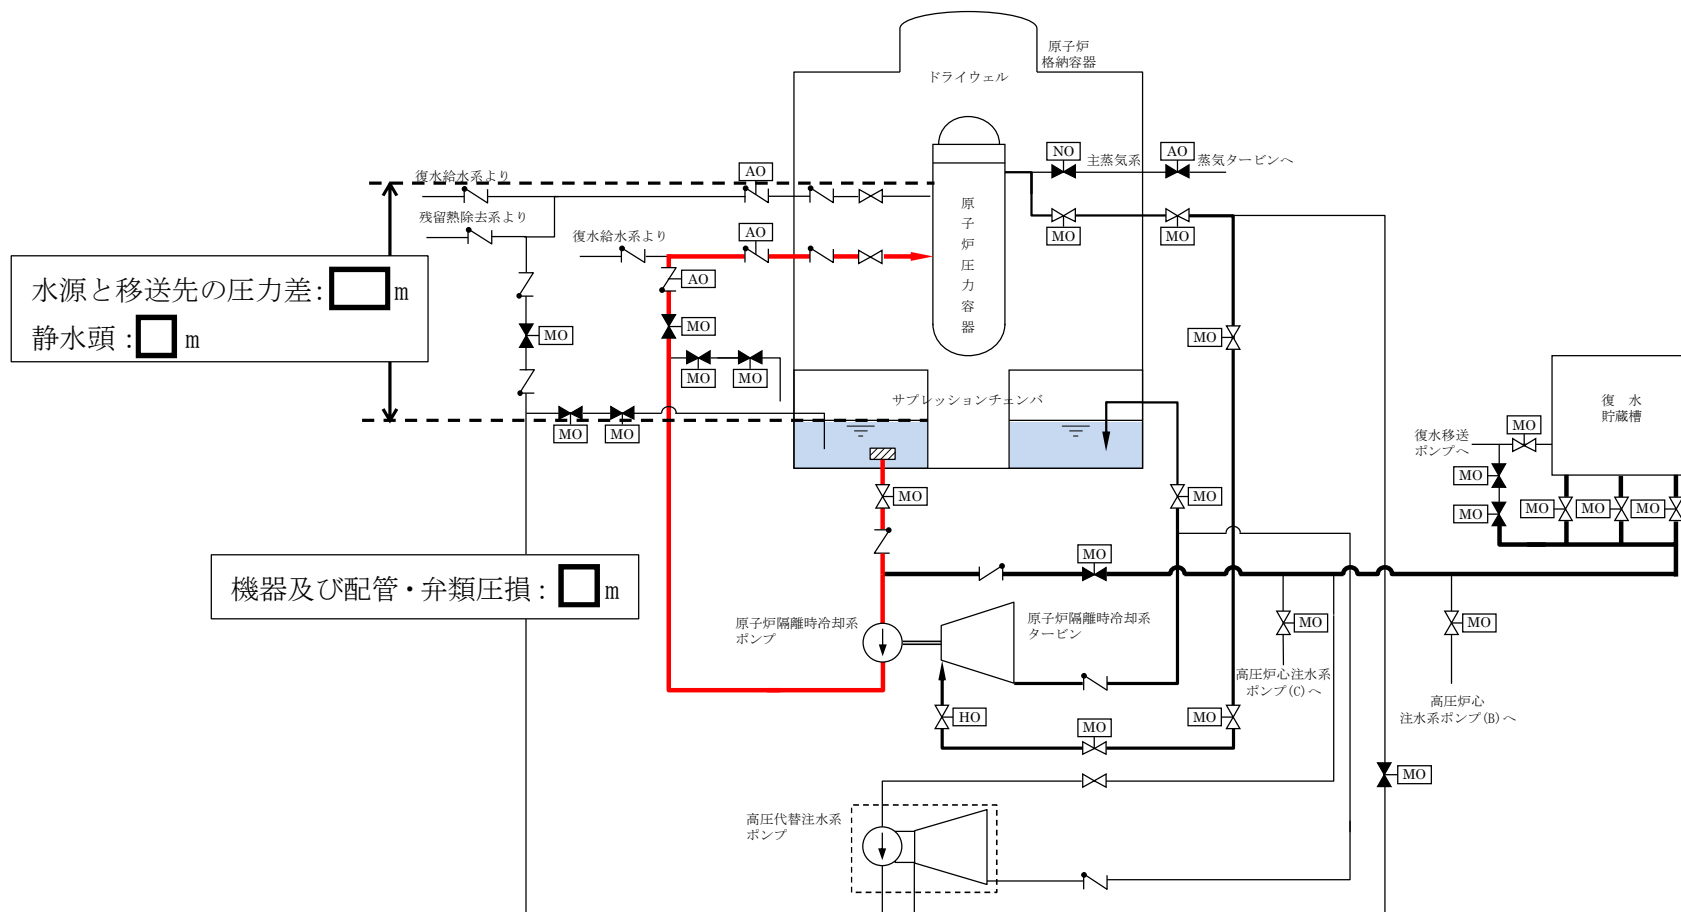 原子炉
格納容器
ドライウェル
NO
主蒸気系
AO
蒸気タービンへ
復水給水系より
AO
残留熱除去系より
復水給水系より
AO
原子炉圧力容器
MO
MO
AO
水源と移送先の圧力差: m
静水頭: m
MO
MO
MO
MO
MO
サプレッションチェンバ
MO
MO
復 水
貯蔵槽
MO
復水移送
ポンプへ
MO
MO
MO
MO
MO
MO
MO
MO
機器及び配管・弁類圧損: m
原子炉隔離時冷却系
ポンプ
原子炉隔離時冷却系
タービン
MO
MO
高圧炉心注水系
ポンプ(C)へ
高圧炉心
注水系ポンプ(B)へ
HO
MO
MO
MO
高圧代替注水系
ポンプ